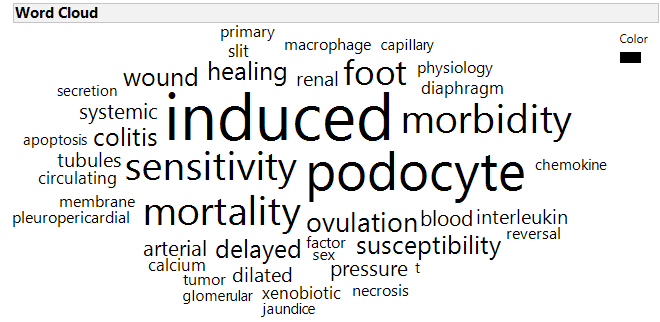 Word Cloud
Color
primary
slit
macrophage
capillary
wound
healing
renal
foot
physiology
diaphragm
secretion
systemic
induced
morbidity
apoptosis
colitis
tubules
circulating
sensitivity
podocyte
chemokine
membrane
pleuropericardial
mortality
ovulation
blood
interleukin
reversal
arterial
delayed
factor
sex
susceptibility
calcium
tumor
dilated
pressure
t
glomerular
xenobiotic
necrosis
jaundice